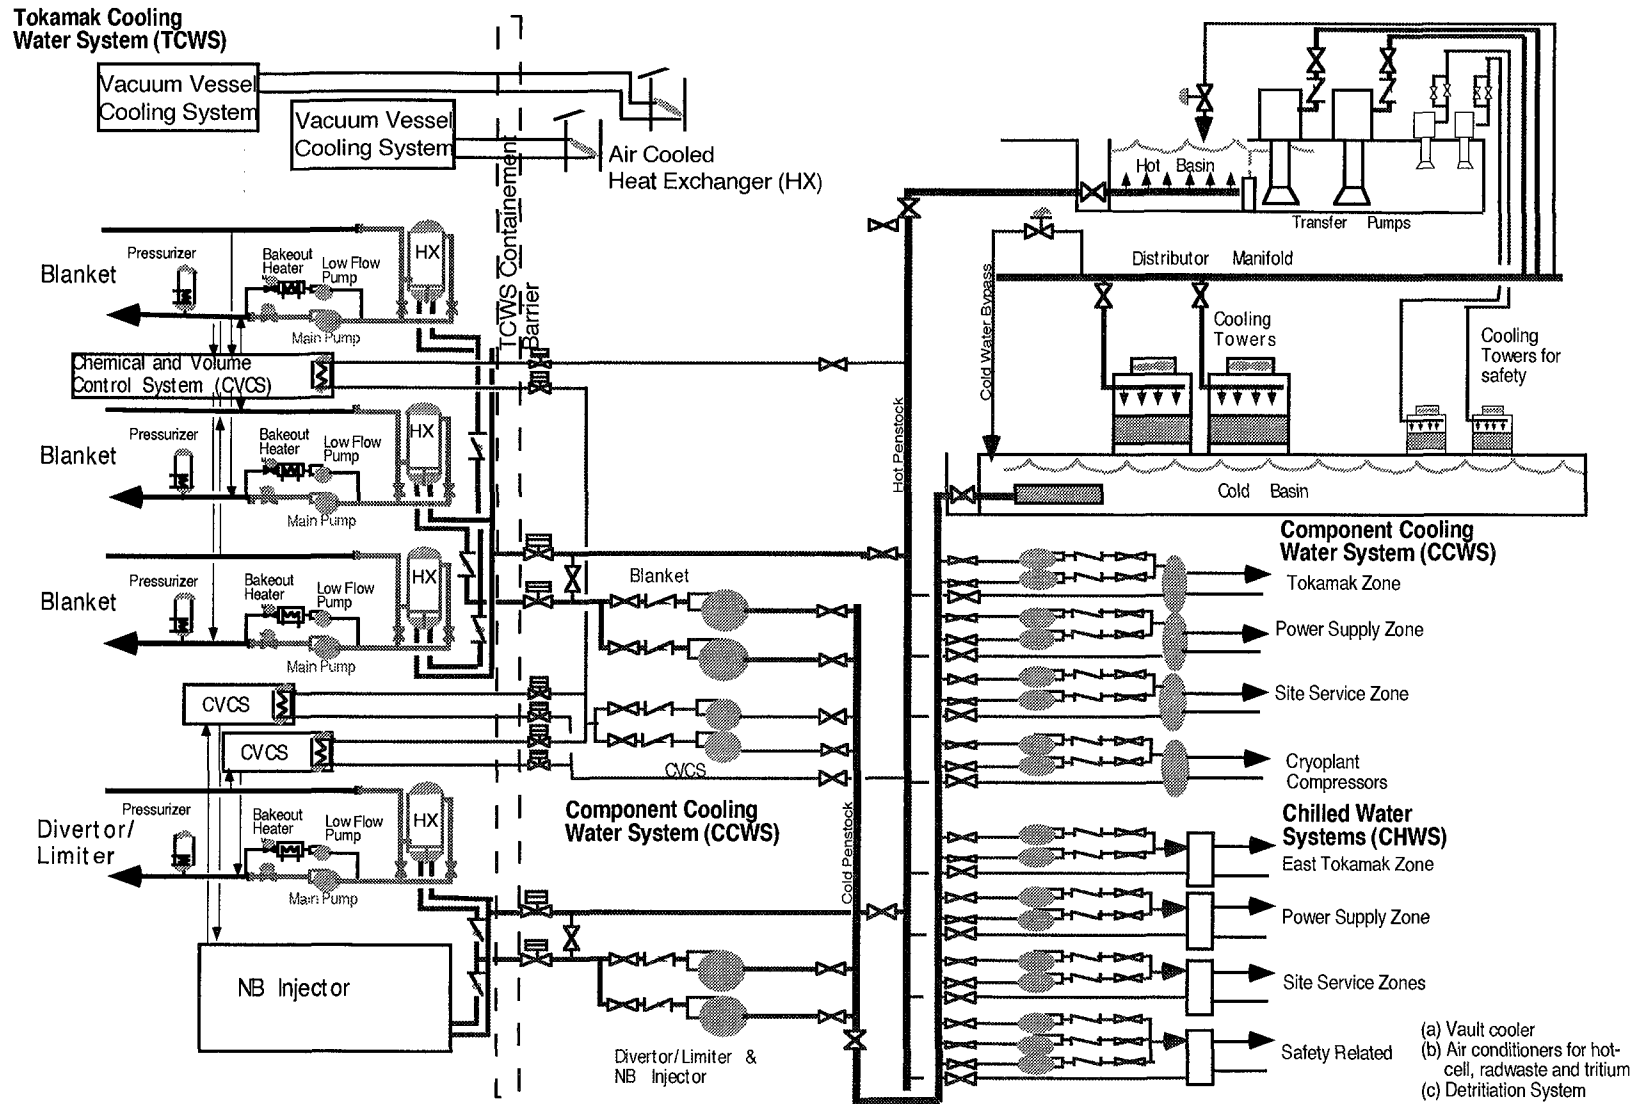 Tokamak Cooling
Water System (TCWS)
Vacuum Vessel
Cooling System
Vacuum Vessel
Cooling System
Air Cooled
Heat Exchanger (HX)
TCWS Containement
Barrier
Blanket
Pressurizer
Bakeout
Heater
Low Flow
Pump
Main Pump
HX
Chemical and Volume
Control System (CVCS)
Blanket
Pressurizer
Bakeout
Heater
Low Flow
Pump
Main Pump
HX
Blanket
Pressurizer
Bakeout
Heater
Low Flow
Pump
Main Pump
HX
CVCS
CVCS
Divertor/
Limiter
Pressurizer
Bakeout
Heater
Low Flow
Pump
Main Pump
HX
NB Injector
Blanket
CVCS
Component Cooling
Water System (CCWS)
Divertor/Limiter &
NB Injector
Cold Penstock
Hot Penstock
Cold Water Bypass
Hot Basin
Transfer Pumps
Distributor Manifold
Cooling
Towers
Cooling
Towers for
safety
Cold Basin
Component Cooling
Water System (CCWS)
Tokamak Zone
Power Supply Zone
Site Service Zone
Cryoplant
Compressors
Chilled Water
Systems (CHWS)
East Tokamak Zone
Power Supply Zone
Site Service Zones
Safety Related
(a) Vault cooler
(b) Air conditioners for hot-
cell, radwaste and tritium
(c) Detritiation System